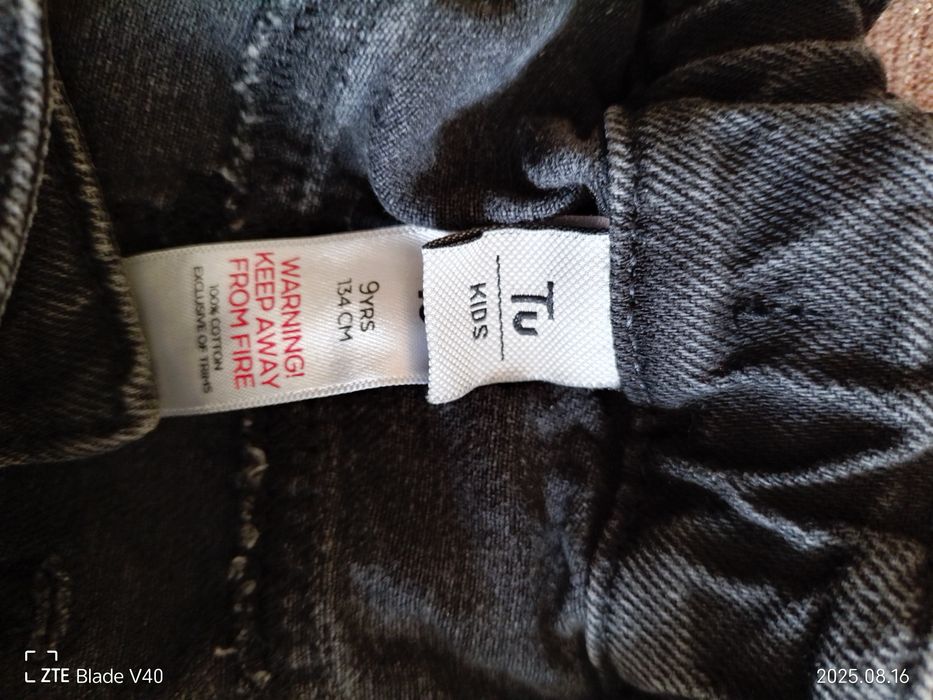 Tu
KIDS
9YRS
134 CM
WARNING!
KEEP AWAY
FROM FIRE
100% COTTON
EXCLUSIVE OF TRIMS
ZTE Blade V40
2025.08.16